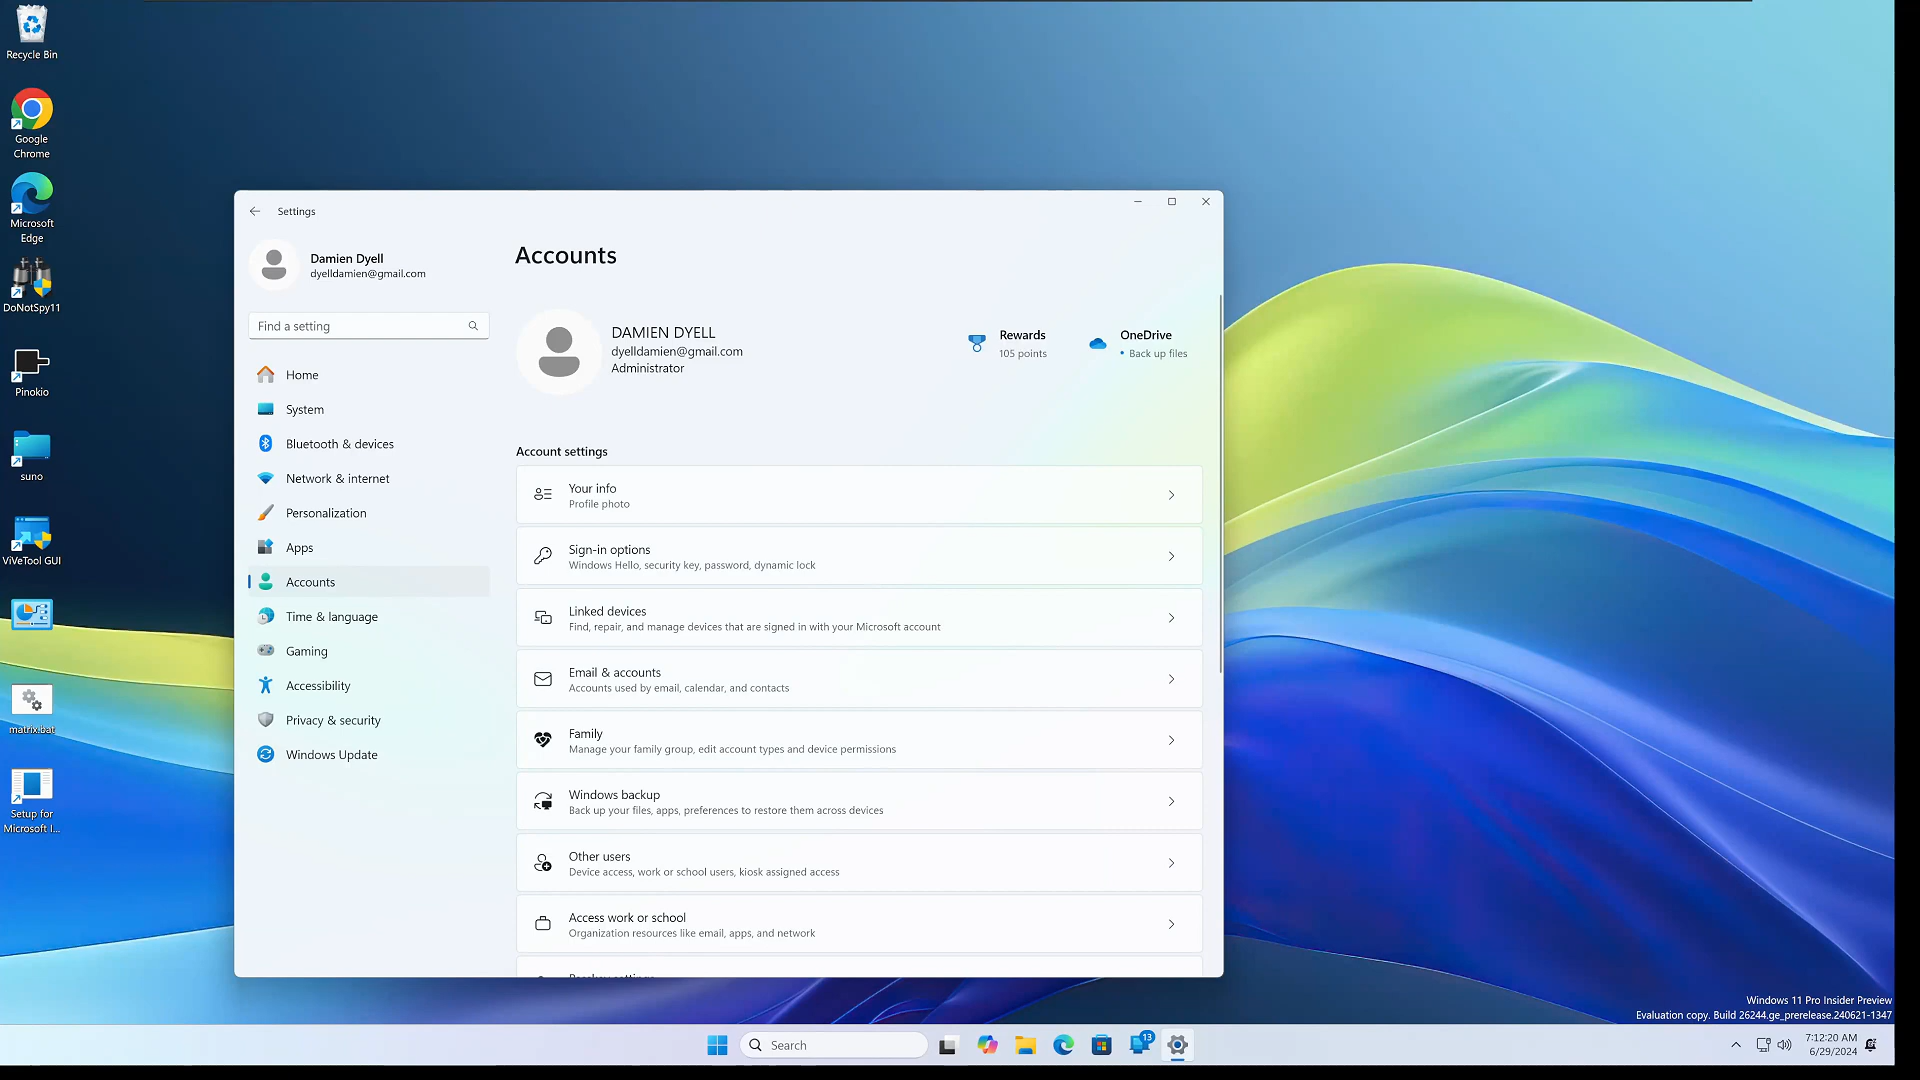 Recycle Bin
Google
Chrome
Microsoft
Edge
DoNotSpy11
Pinokio
suno
ViVeTool GUI
matrix.bat
Setup for
Microsoft I...
Settings
Damien Dyell
dyelldamien@gmail.com
Find a setting
Home
System
Bluetooth & devices
Network & internet
Personalization
Apps
Accounts
Time & language
Gaming
Accessibility
Privacy & security
Windows Update
Accounts
DAMIEN DYELL
dyelldamien@gmail.com
Administrator
Rewards
105 points
OneDrive
• Back up files
Account settings
Your info
Profile photo
Sign-in options
Windows Hello, security key, password, dynamic lock
Linked devices
Find, repair, and manage devices that are signed in with your Microsoft account
Email & accounts
Accounts used by email, calendar, and contacts
Family
Manage your family group, edit account types and device permissions
Windows backup
Back up your files, apps, preferences to restore them across devices
Other users
Device access, work or school users, kiosk assigned access
Access work or school
Organization resources like email, apps, and network
Windows 11 Pro Insider Preview
Evaluation copy. Build 26244.ge_prerelease.240621-1347
Search
13
7:12:20 AM
6/29/2024